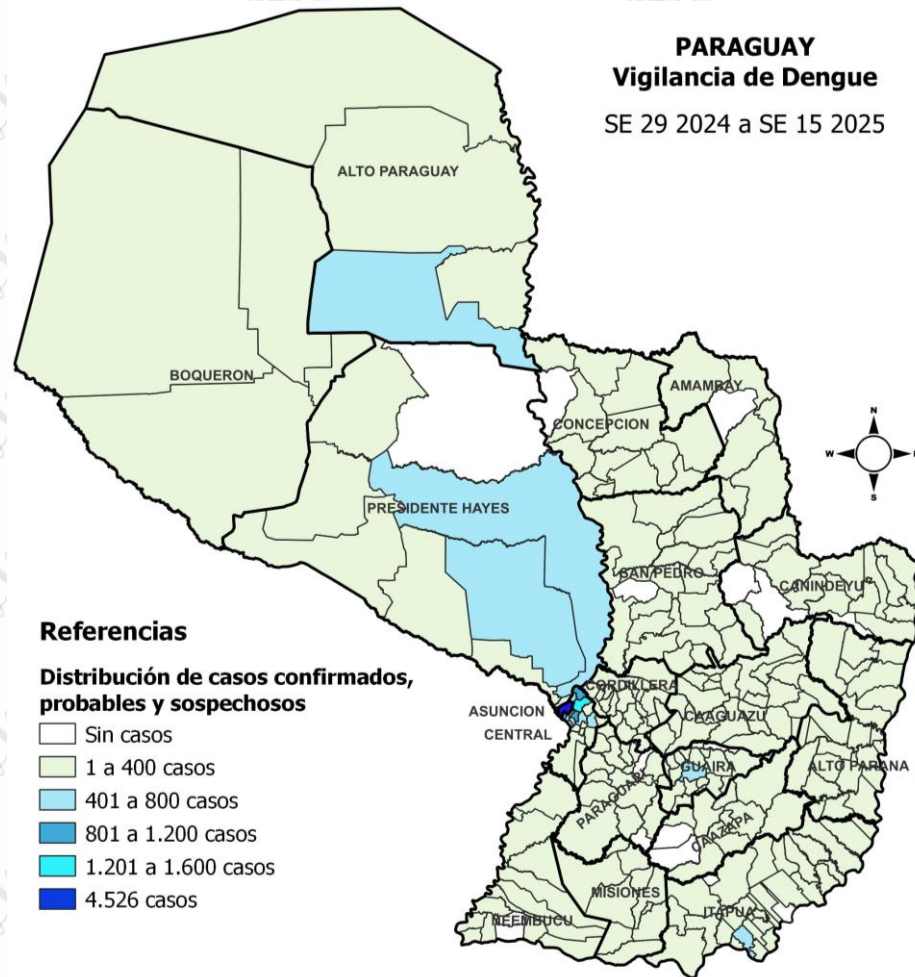 PARAGUAY
Vigilancia de Dengue
SE 29 2024 a SE 15 2025
ALTO PARAGUAY
BOQUERON
AMAMBAY
CONCEPCION
N
W
E
S
PRESIDENTE HAYES
SAN PEDRO
CANINDEYU
CORDILLERA
ASUNCION
CENTRAL
CAAGUAZU
GUAIRA
ALTO PARANA
PARAGUARI
CAAZAPA
MISIONES
ÑEEMBUCU
ITAPUA
Referencias
Distribución de casos confirmados,
probables y sospechosos
Sin casos
1 a 400 casos
401 a 800 casos
801 a 1.200 casos
1.201 a 1.600 casos
4.526 casos